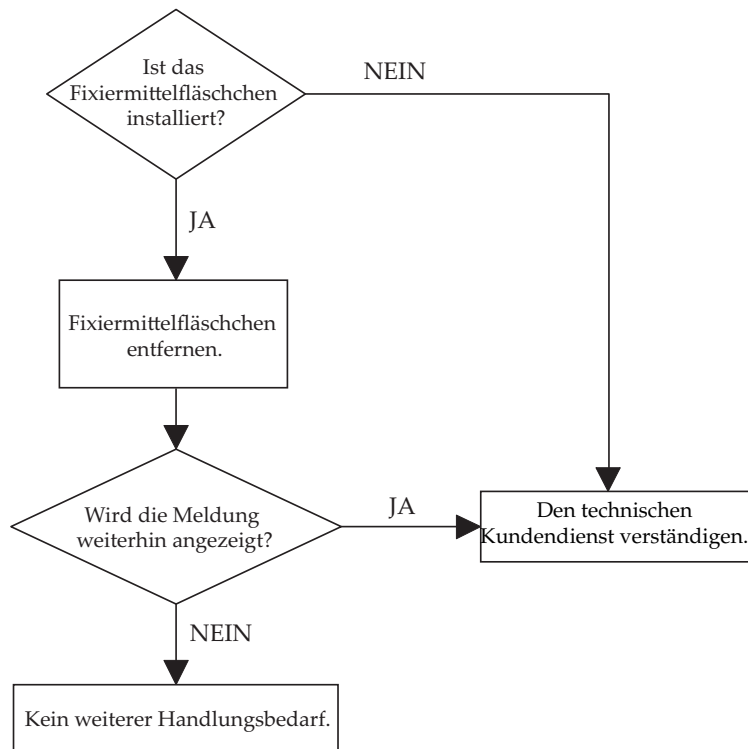 Ist das
Fixiermittelfläschchen
installiert?
NEIN
JA
Fixiermittelfläschchen
entfernen.
Wird die Meldung
weiterhin angezeigt?
JA
Den technischen
Kundendienst verständigen.
NEIN
Kein weiterer Handlungsbedarf.